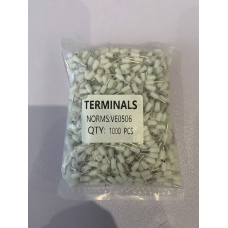 TERMINALS
NORMS:VE0506
QTY: 1000 PCS